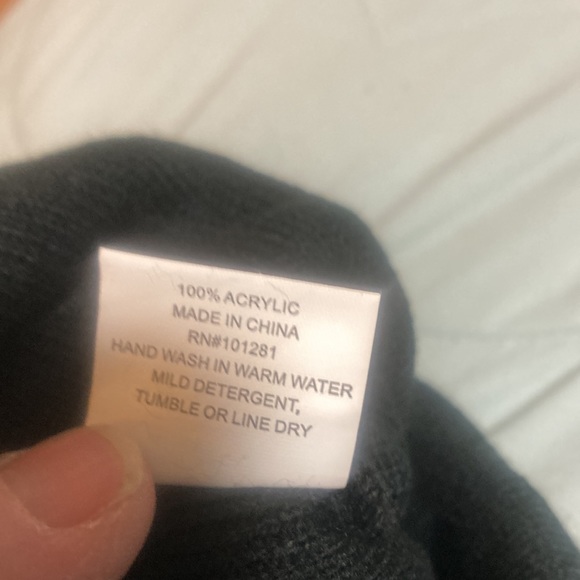 100% ACRYLIC
MADE IN CHINA
RN#101281
HAND WASH IN WARM WATER
MILD DETERGENT,
TUMBLE OR LINE DRY